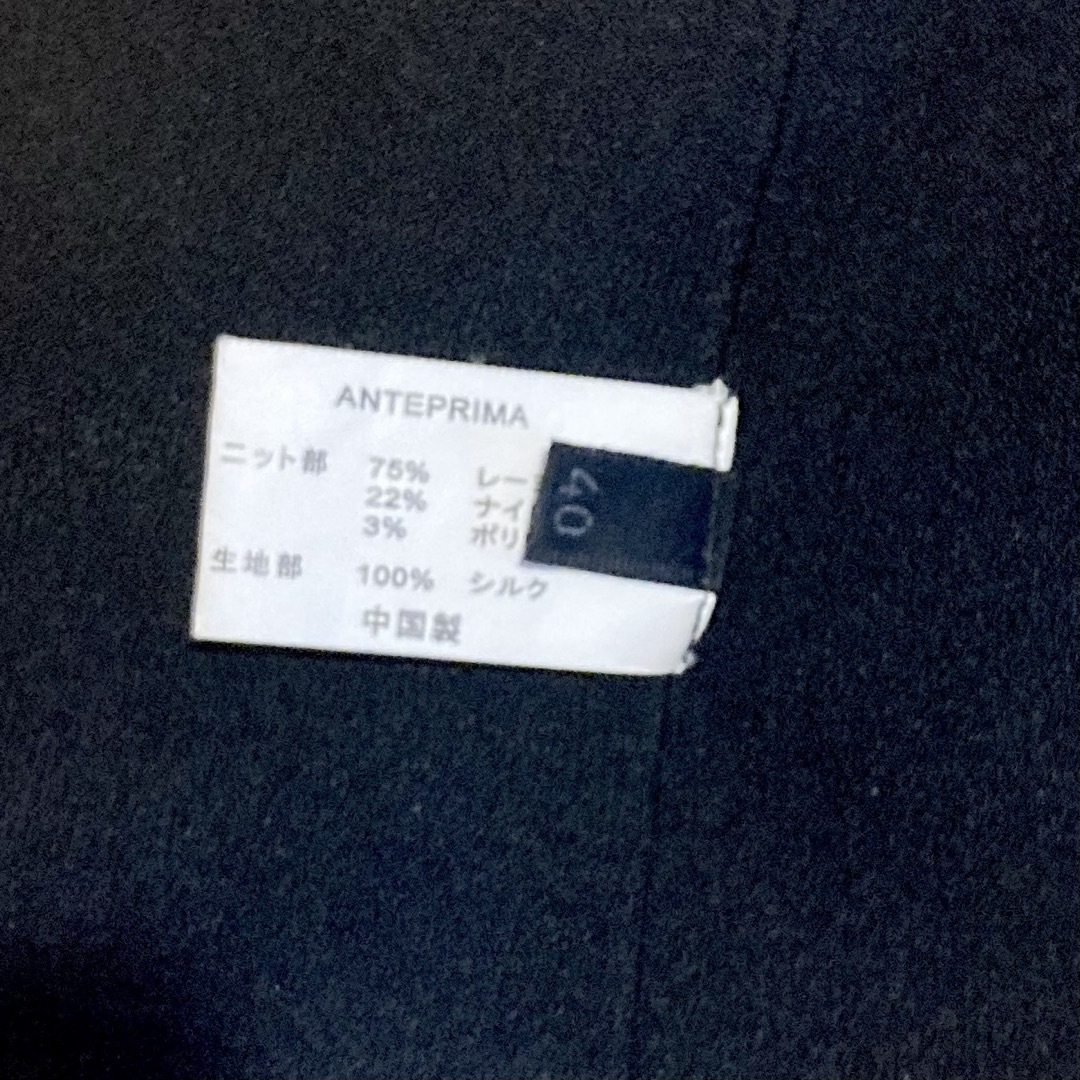 ANTEPRIMA
ニット部 75% レー
22% ナイ
3% ポリ
生地部 100% シルク
中国製
40